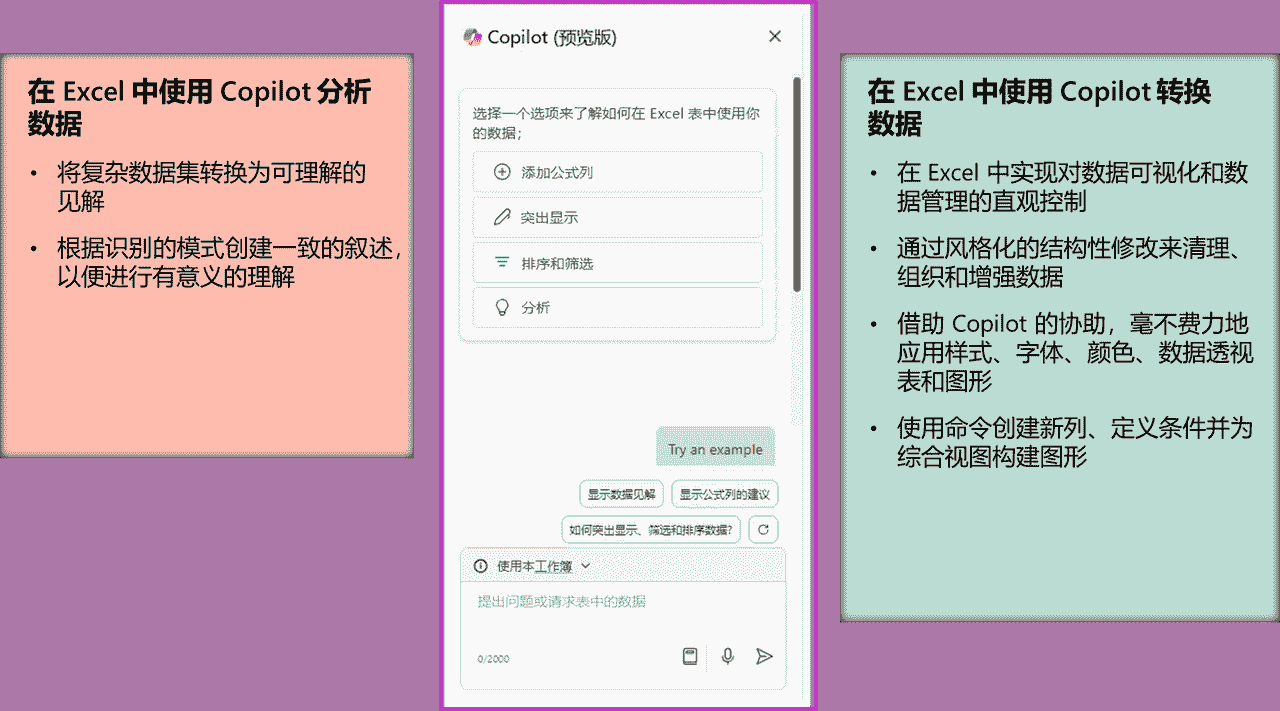 在 Excel 中使用 Copilot 分析
数据
• 将复杂数据集转换为可理解的
见解
• 根据识别的模式创建一致的叙述，
以便进行有意义的理解
Copilot (预览版)
选择一个选项来了解如何在 Excel 表中使用你
的数据;
添加公式列
突出显示
排序和筛选
分析
Try an example
显示数据见解
显示公式列的建议
如何突出显示、筛选和排序数据?
使用本工作簿
提出问题或请求表中的数据
0/2000
在 Excel 中使用 Copilot 转换
数据
• 在 Excel 中实现对数据可视化和数
据管理的直观控制
• 通过风格化的结构性修改来清理、
组织和增强数据
• 借助 Copilot 的协助，毫不费力地
应用样式、字体、颜色、数据透视
表和图形
• 使用命令创建新列、定义条件并为
综合视图构建图形